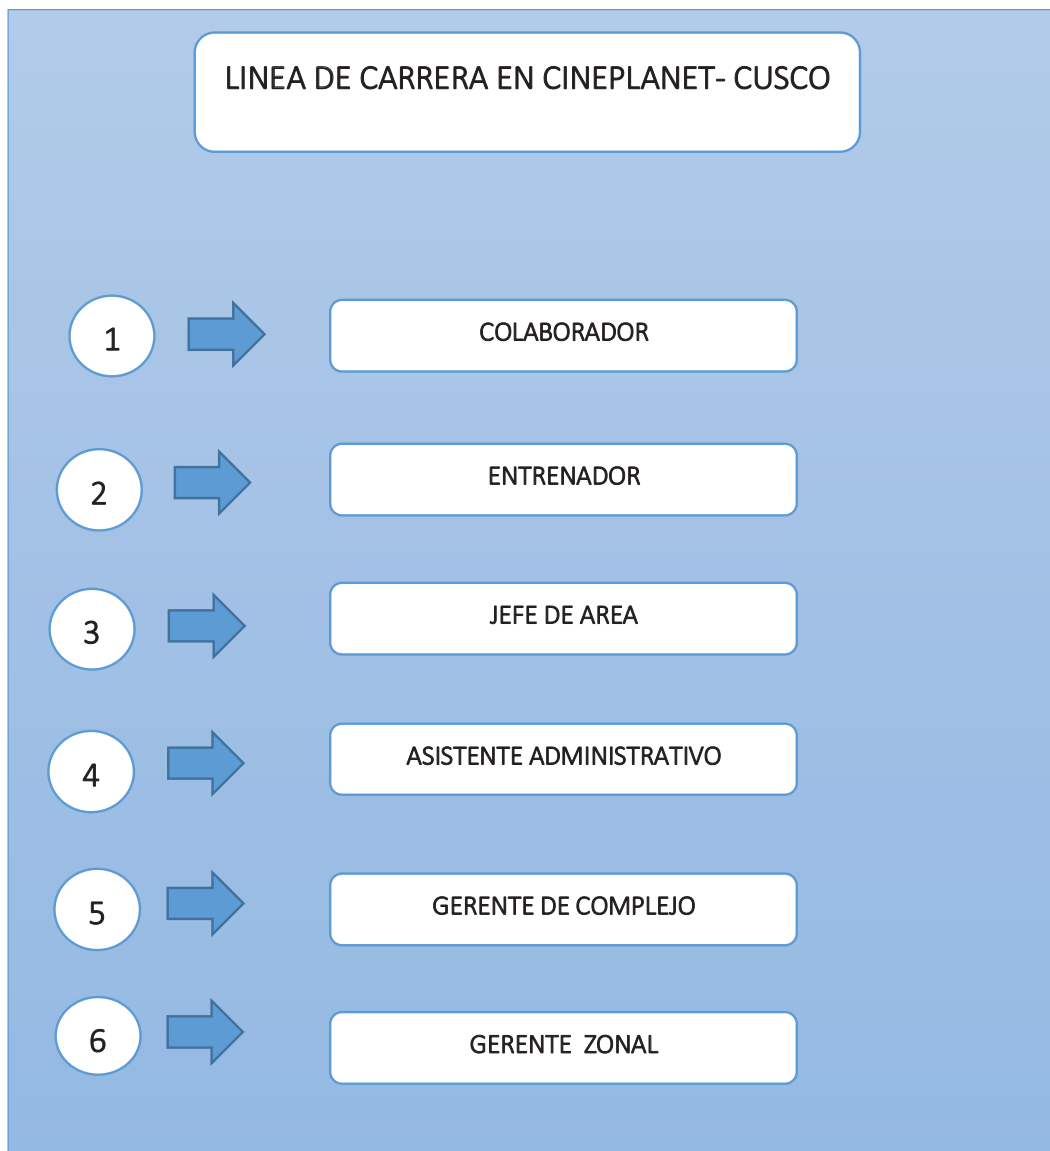 LINEA DE CARRERA EN CINEPLANET- CUSCO
1 COLABORADOR
2 ENTRENADOR
3 JEFE DE AREA
4 ASISTENTE ADMINISTRATIVO
5 GERENTE DE COMPLEJO
6 GERENTE ZONAL